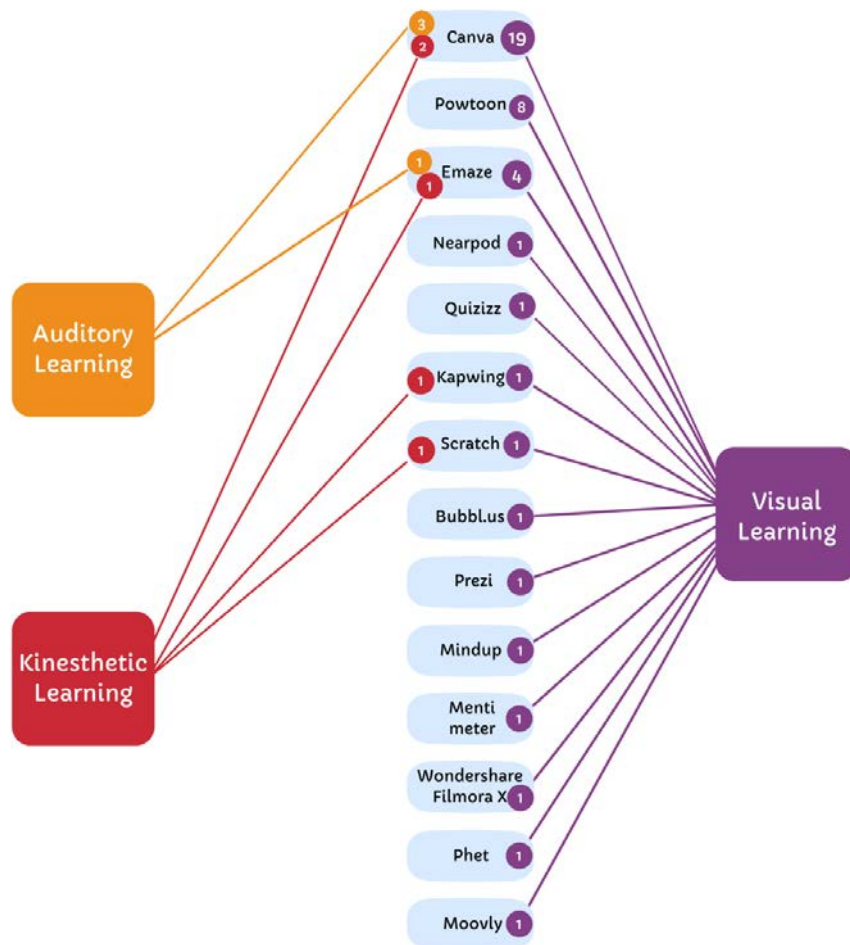 3
Canva 19
2
Powtoon 8
1
Emaze 4
1
Nearpod 1
Quizizz 1
Auditory
Learning
1 Kapwing 1
1 Scratch 1
Visual
Learning
Bubbl.us 1
Prezi 1
Kinesthetic
Learning
Mindup 1
Menti
meter 1
Wondershare
Filmora X 1
Phet 1
Moovly 1